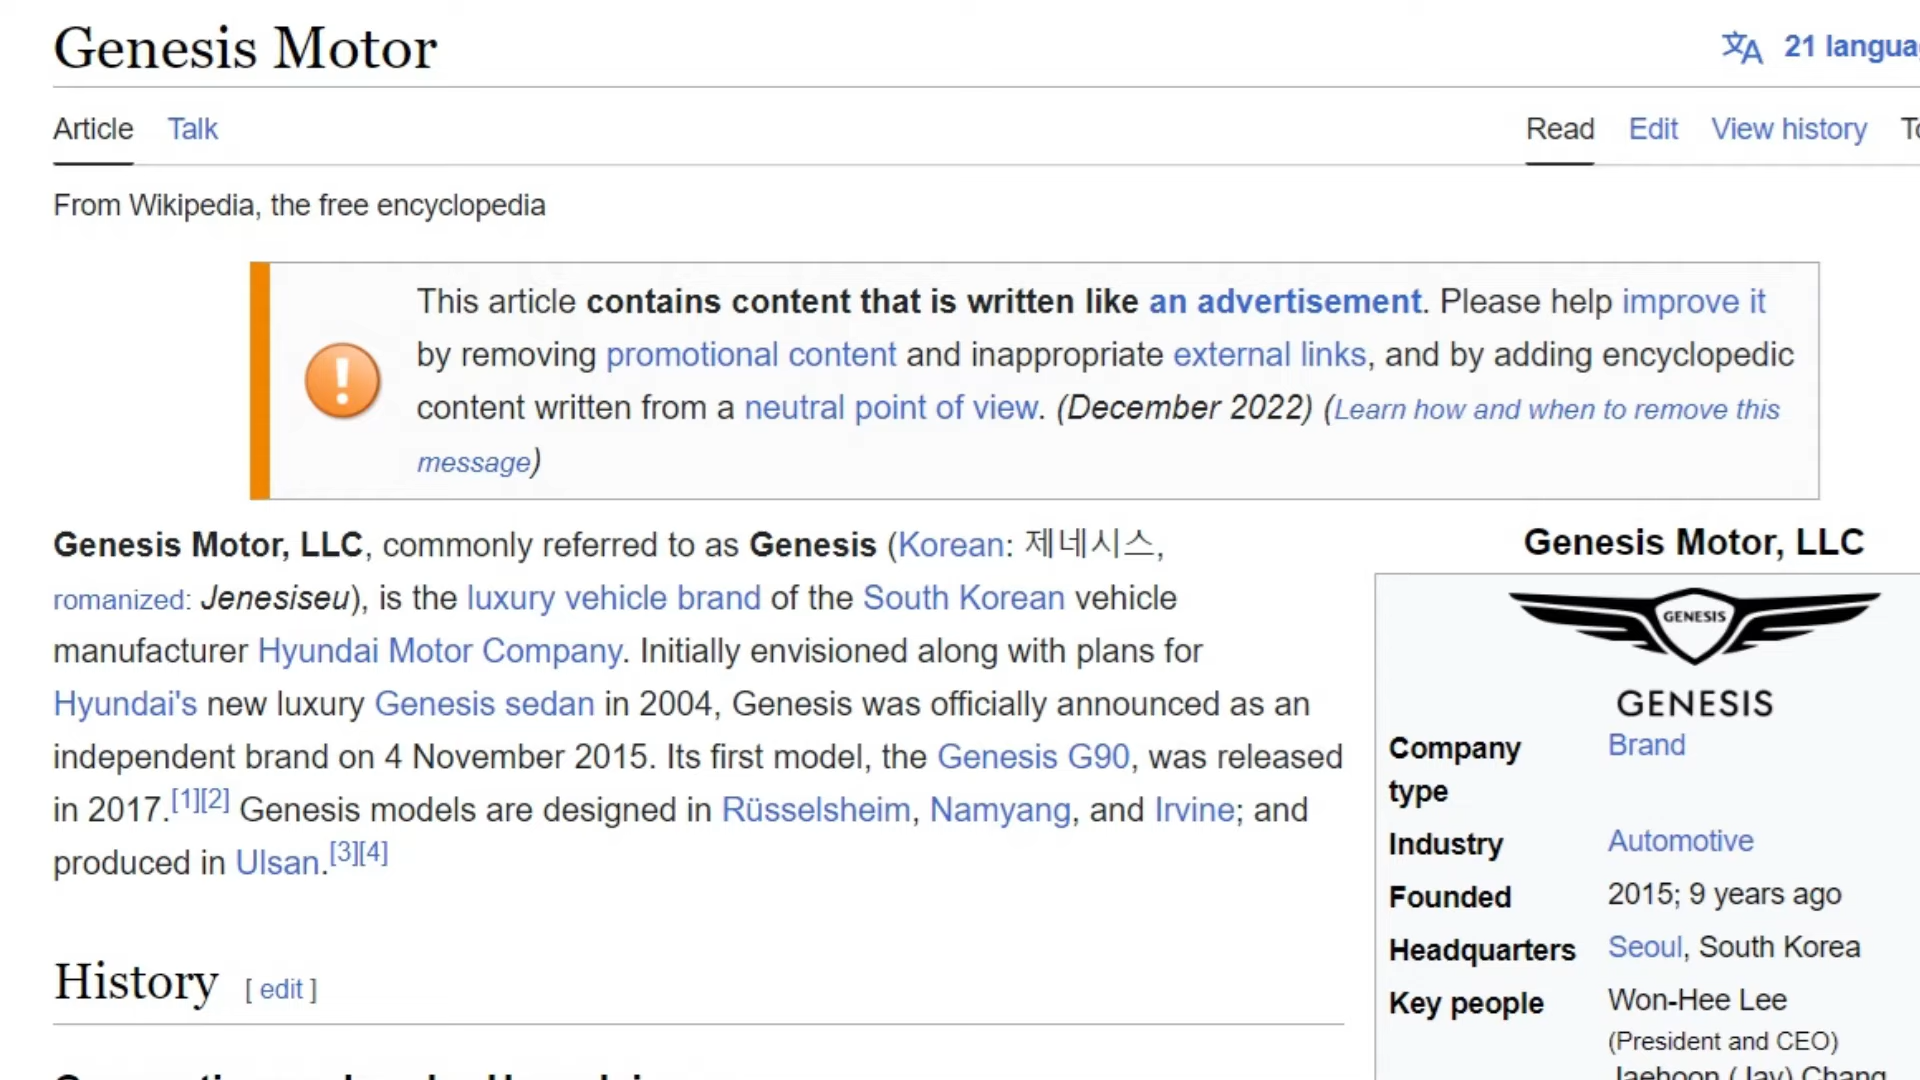 Genesis Motor
21
Article Talk
Read Edit View history
From Wikipedia, the free encyclopedia
This article contains content that is written like an advertisement. Please help improve it
by removing promotional content and inappropriate external links, and by adding encyclopedic
content written from a neutral point of view. (December 2022) (Learn how and when to remove this
message)
Genesis Motor, LLC, commonly referred to as Genesis (Korean: 제네시스,
romanized: Jenesiseu), is the luxury vehicle brand of the South Korean vehicle
manufacturer Hyundai Motor Company. Initially envisioned along with plans for
Hyundai's new luxury Genesis sedan in 2004, Genesis was officially announced as an
independent brand on 4 November 2015. Its first model, the Genesis G90, was released
in 2017.[1][2] Genesis models are designed in Rüsselsheim, Namyang, and Irvine; and
produced in Ulsan.[3][4]
History [ edit ]
Genesis Motor, LLC
GENESIS
GENESIS
Company Brand
type
Industry Automotive
Founded 2015; 9 years ago
Headquarters Seoul, South Korea
Key people Won-Hee Lee
(President and CEO)
Jaehoon (Jay) Chang